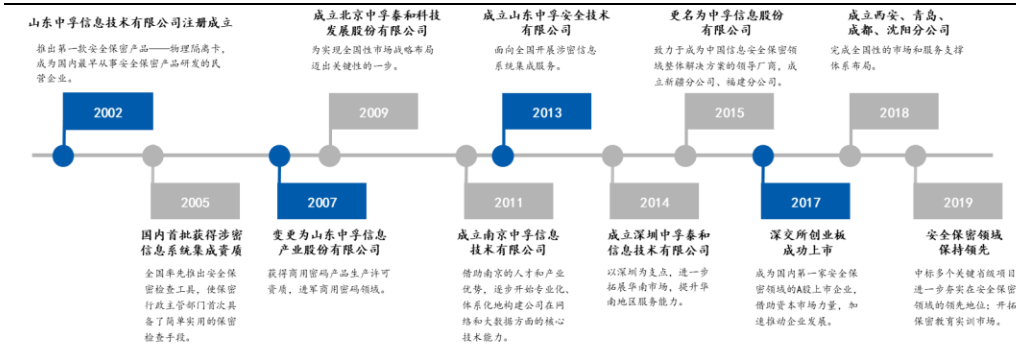 山东中孚信息技术有限公司注册成立
推出第一款安全保密产品——物理隔离卡，
成为国内最早从事安全保密产品研发的民
营企业。
2002
国内首批获得涉密
信息系统集成资质
全国率先推出安全保
密检查工具，使保密
行政主管部门首次具
备了简单实用的保密
检查手段。
2005
变更为山东中孚信息
产业股份有限公司
获得商用密码产品生产许可
资质，进军商用密码领域。
2007
成立北京中孚泰和科技
发展股份有限公司
为实现全国性市场战略布局
迈出关键性的一步。
2009
成立南京中孚信息
技术有限公司
借助南京的人才和产业
优势，逐步开始专业化、
体系化地构建公司在网
络和大数据方面的核心
技术能力。
2011
成立山东中孚安全技术
有限公司
面向全国开展涉密信息
系统集成服务。
2013
成立深圳中孚泰和
信息技术有限公司
以深圳为支点，进一步
拓展华南市场，提升华
南地区服务能力。
2014
更名为中孚信息股份
有限公司
致力于成为中国信息安全保密领
域整体解决方案的领导厂商，成
立新疆分公司、福建分公司。
2015
深交所创业板
成功上市
成为国内第一家安全保
密领域的A股上市企业，
借助资本市场力量，加
速推动企业发展。
2017
成立西安、青岛、
成都、沈阳分公司
完成全国性的市场和服务支撑
体系布局。
2018
安全保密领域
保持领先
中标多个关键省级项目
进一步夯实在安全保密
领域的领先地位；开拓
保密教育实训市场。
2019